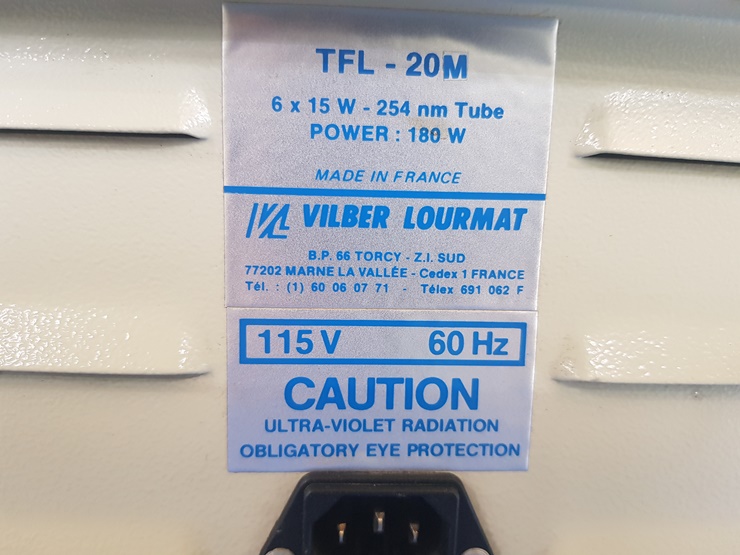 TFL - 20M
6 x 15 W - 254 nm Tube
POWER : 180 W
MADE IN FRANCE
VL VILBER LOURMAT
B.P. 66 TORCY - Z.I. SUD
77202 MARNE LA VALLÉE - Cedex 1 FRANCE
Tél. : (1) 60 06 07 71 - Télex 691 062 F
115 V 60 Hz
CAUTION
ULTRA-VIOLET RADIATION
OBLIGATORY EYE PROTECTION